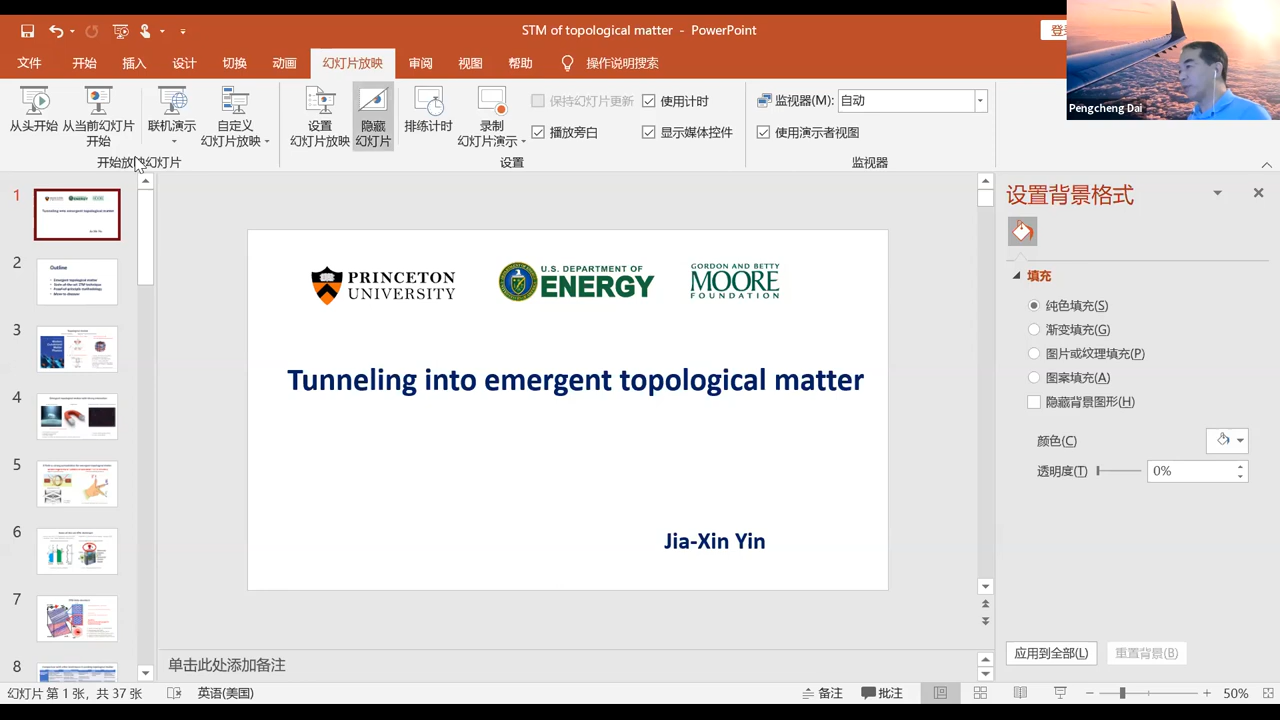 STM of topological matter - PowerPoint
文件 开始 插入 设计 切换 动画 幻灯片放映 审阅 视图 帮助 操作说明搜索
从头开始
从当前幻灯片
开始
联机演示
自定义
幻灯片放映
开始放映幻灯片
设置
幻灯片放映
隐藏
幻灯片
排练计时
录制
幻灯片演示
保持幻灯片更新
使用计时
播放旁白
显示媒体控件
设置
监视器(M):
自动
使用演示者视图
监视器
Pengcheng Dai
1
2
Outline
3
4
5
6
7
8
PRINCETON
UNIVERSITY
U.S. DEPARTMENT OF
ENERGY
GORDON AND BETTY
MOORE
FOUNDATION
Tunneling into emergent topological matter
Jia-Xin Yin
单击此处添加备注
设置背景格式
填充
纯色填充(S)
渐变填充(G)
图片或纹理填充(P)
图案填充(A)
隐藏背景图形(H)
颜色(C)
透明度(T)
0%
应用到全部(L)
重置背景(B)
幻灯片 第 1 张，共 37 张
英语(美国)
备注
批注
50%